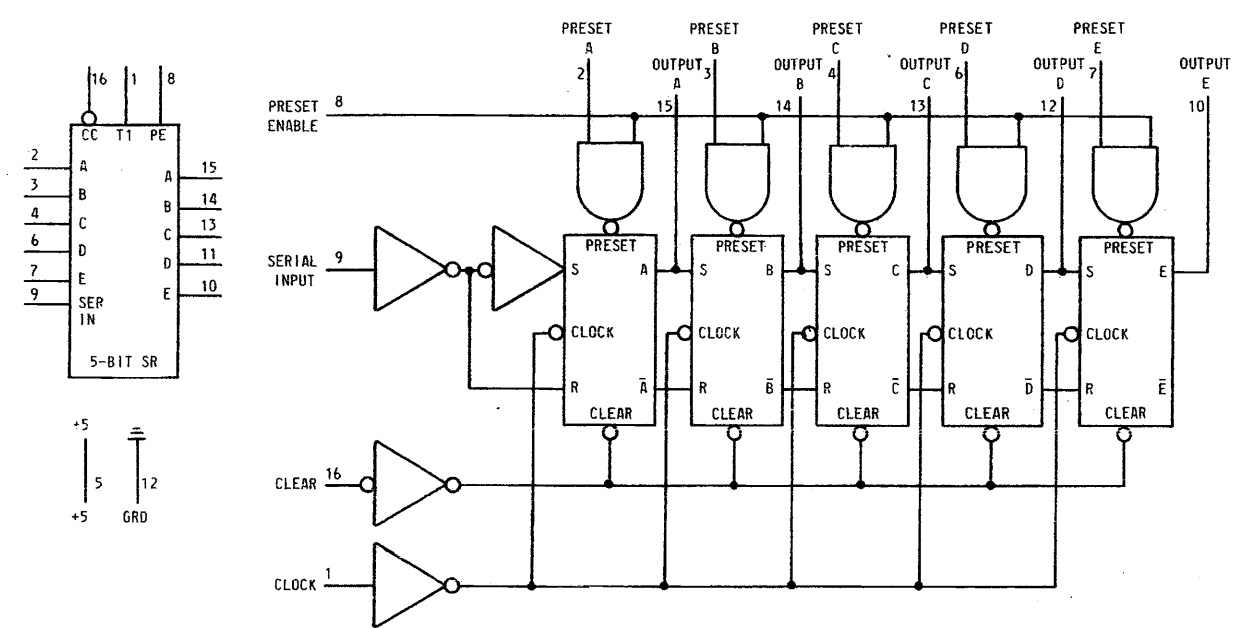 16 1 8
CC T1 PE
2 A A 15
3 B B 14
4 C C 13
6 D D 11
7 E E 10
9 SER
IN
5-BIT SR
+5
5 12
+5 GRD
PRESET PRESET PRESET PRESET PRESET
A B C D E
2 3 4 6 7
OUTPUT OUTPUT OUTPUT OUTPUT OUTPUT
A B C D E
15 14 13 12 10
PRESET 8
ENABLE
PRESET PRESET PRESET PRESET PRESET
SERIAL 9
INPUT
S A S B S C S D S E
CLOCK CLOCK CLOCK CLOCK CLOCK
R A̅ R B̅ R C̅ R D̅ R E̅
CLEAR CLEAR CLEAR CLEAR CLEAR
CLEAR 16
CLOCK 1